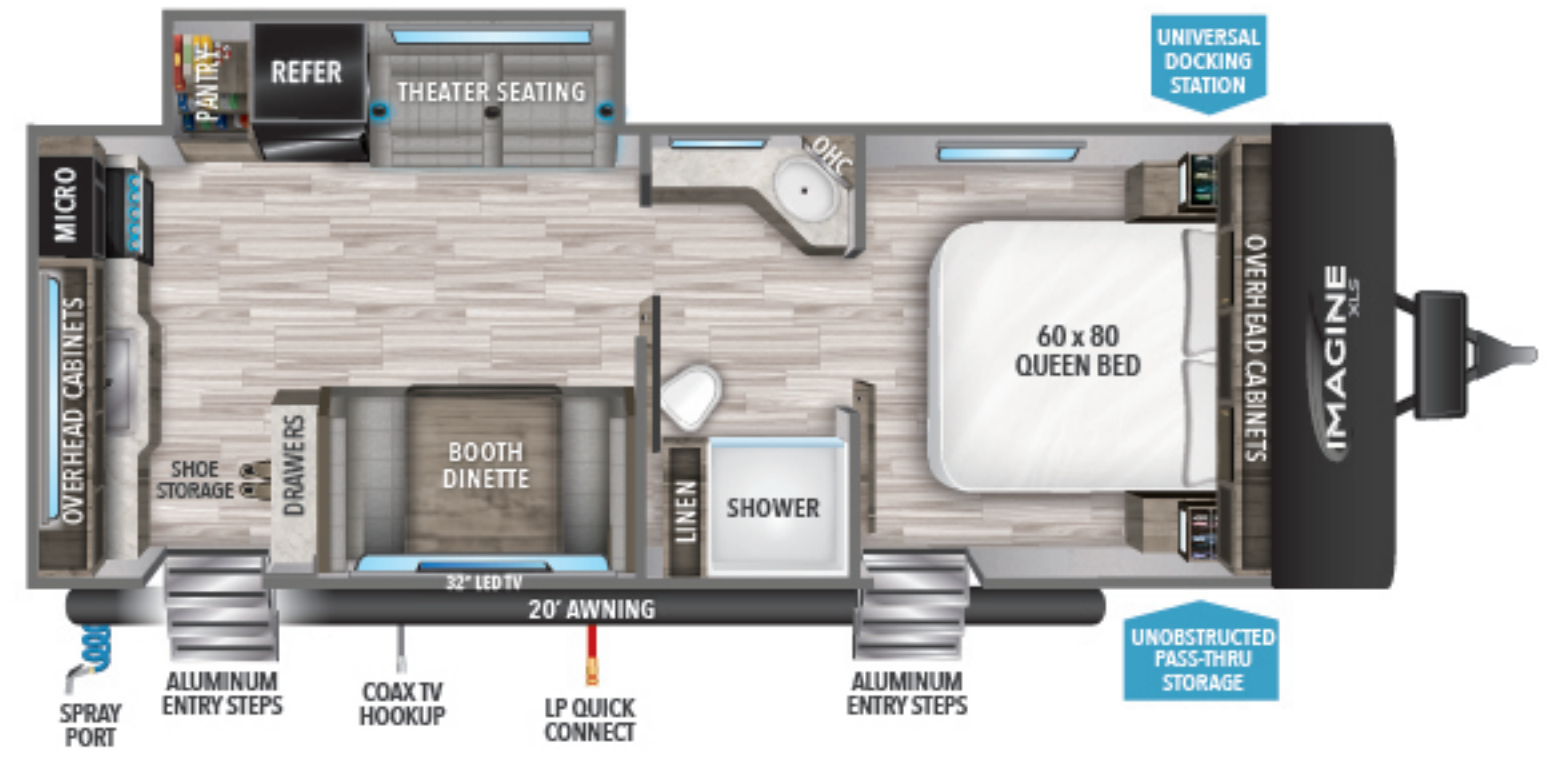 UNIVERSAL
DOCKING
STATION
PANTRY
REFER
THEATER SEATING
MICRO
OHC
OVERHEAD CABINETS
60 x 80
QUEEN BED
OVERHEAD CABINETS
IMAGINE
XLS
SHOE
STORAGE
DRAWERS
BOOTH
DINETTE
LINEN
SHOWER
32" LED TV
20' AWNING
SPRAY
PORT
ALUMINUM
ENTRY STEPS
COAX TV
HOOKUP
LP QUICK
CONNECT
ALUMINUM
ENTRY STEPS
UNOBSTRUCTED
PASS-THRU
STORAGE